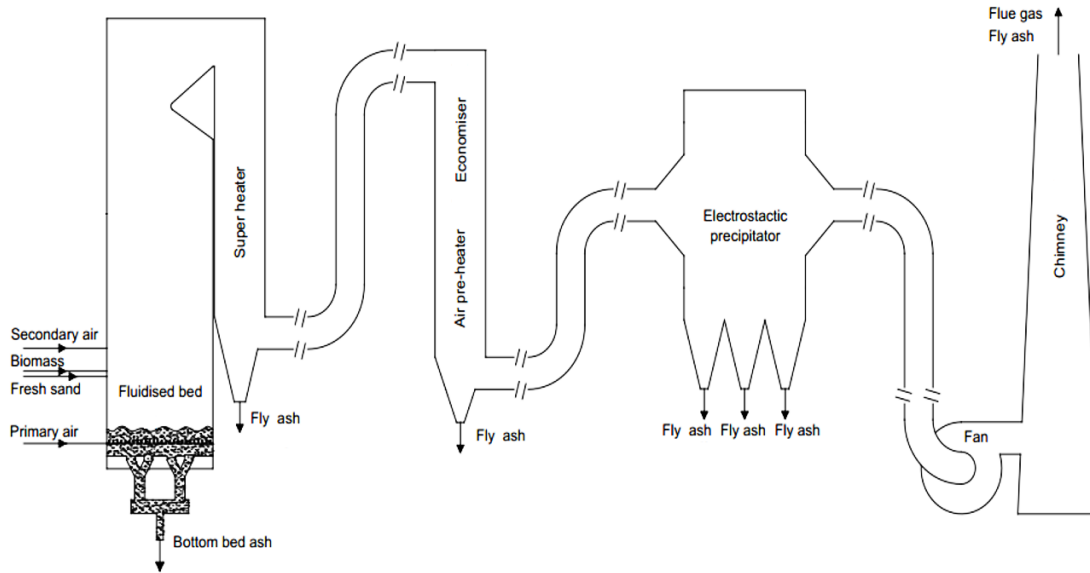 Flue gas
Fly ash
Super heater
Economiser
Air pre-heater
Electrostactic
precipitator
Chimney
Secondary air
Biomass
Fresh sand
Fluidised bed
Primary air
Fly ash
Fly ash
Fly ash
Fly ash
Fly ash
Fan
Bottom bed ash